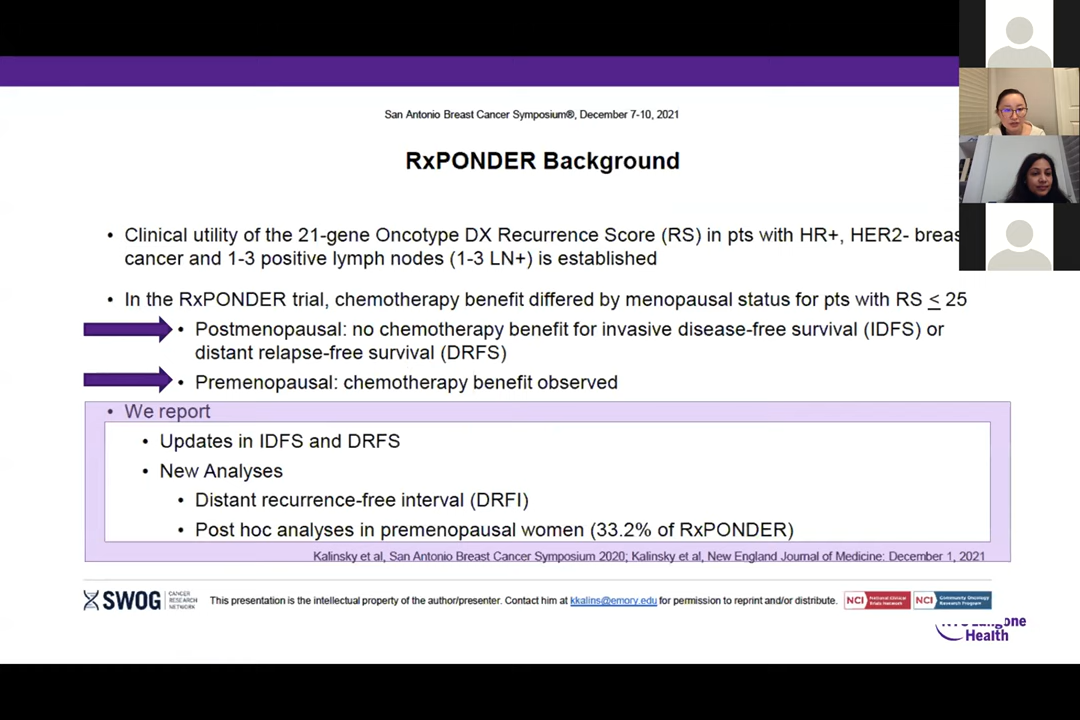 San Antonio Breast Cancer Symposium®, December 7-10, 2021
RxPONDER Background
• Clinical utility of the 21-gene Oncotype DX Recurrence Score (RS) in pts with HR+, HER2- breas
cancer and 1-3 positive lymph nodes (1-3 LN+) is established
• In the RxPONDER trial, chemotherapy benefit differed by menopausal status for pts with RS ≤ 25
• Postmenopausal: no chemotherapy benefit for invasive disease-free survival (IDFS) or
distant relapse-free survival (DRFS)
• Premenopausal: chemotherapy benefit observed
• We report
• Updates in IDFS and DRFS
• New Analyses
• Distant recurrence-free interval (DRFI)
• Post hoc analyses in premenopausal women (33.2% of RxPONDER)
Kalinsky et al, San Antonio Breast Cancer Symposium 2020; Kalinsky et al, New England Journal of Medicine: December 1, 2021
SWOG CANCER RESEARCH NETWORK
This presentation is the intellectual property of the author/presenter. Contact him at kkalins@emory.edu for permission to reprint and/or distribute.
NCI National Clinical Trials Network
NCI Community Oncology Research Program
NYU Langone
Health